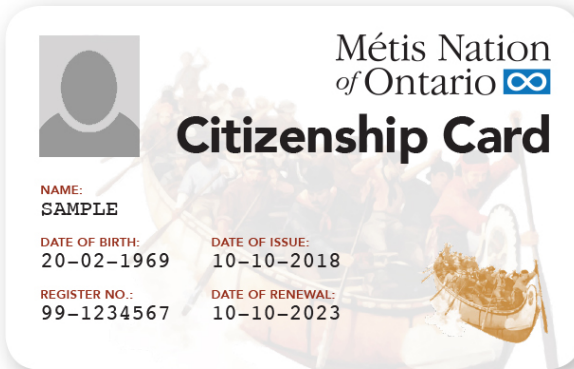 Métis Nation
of Ontario
Citizenship Card
NAME:
SAMPLE
DATE OF BIRTH: DATE OF ISSUE:
20-02-1969 10-10-2018
REGISTER NO.: DATE OF RENEWAL:
99-1234567 10-10-2023